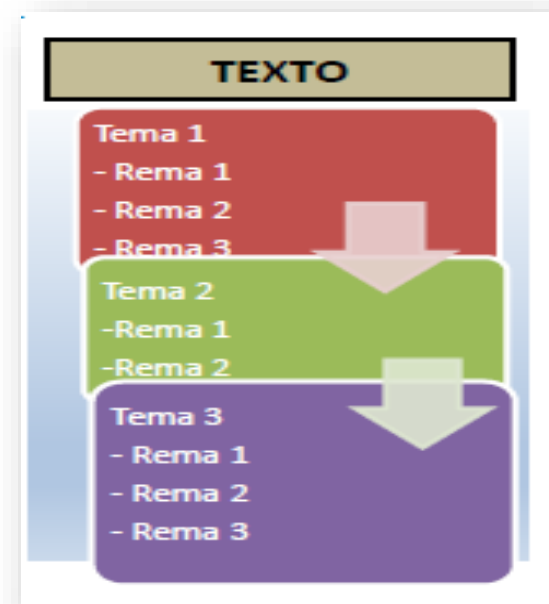 TEXTO
Tema 1
- Rema 1
- Rema 2
- Rema 3
Tema 2
-Rema 1
-Rema 2
Tema 3
- Rema 1
- Rema 2
- Rema 3